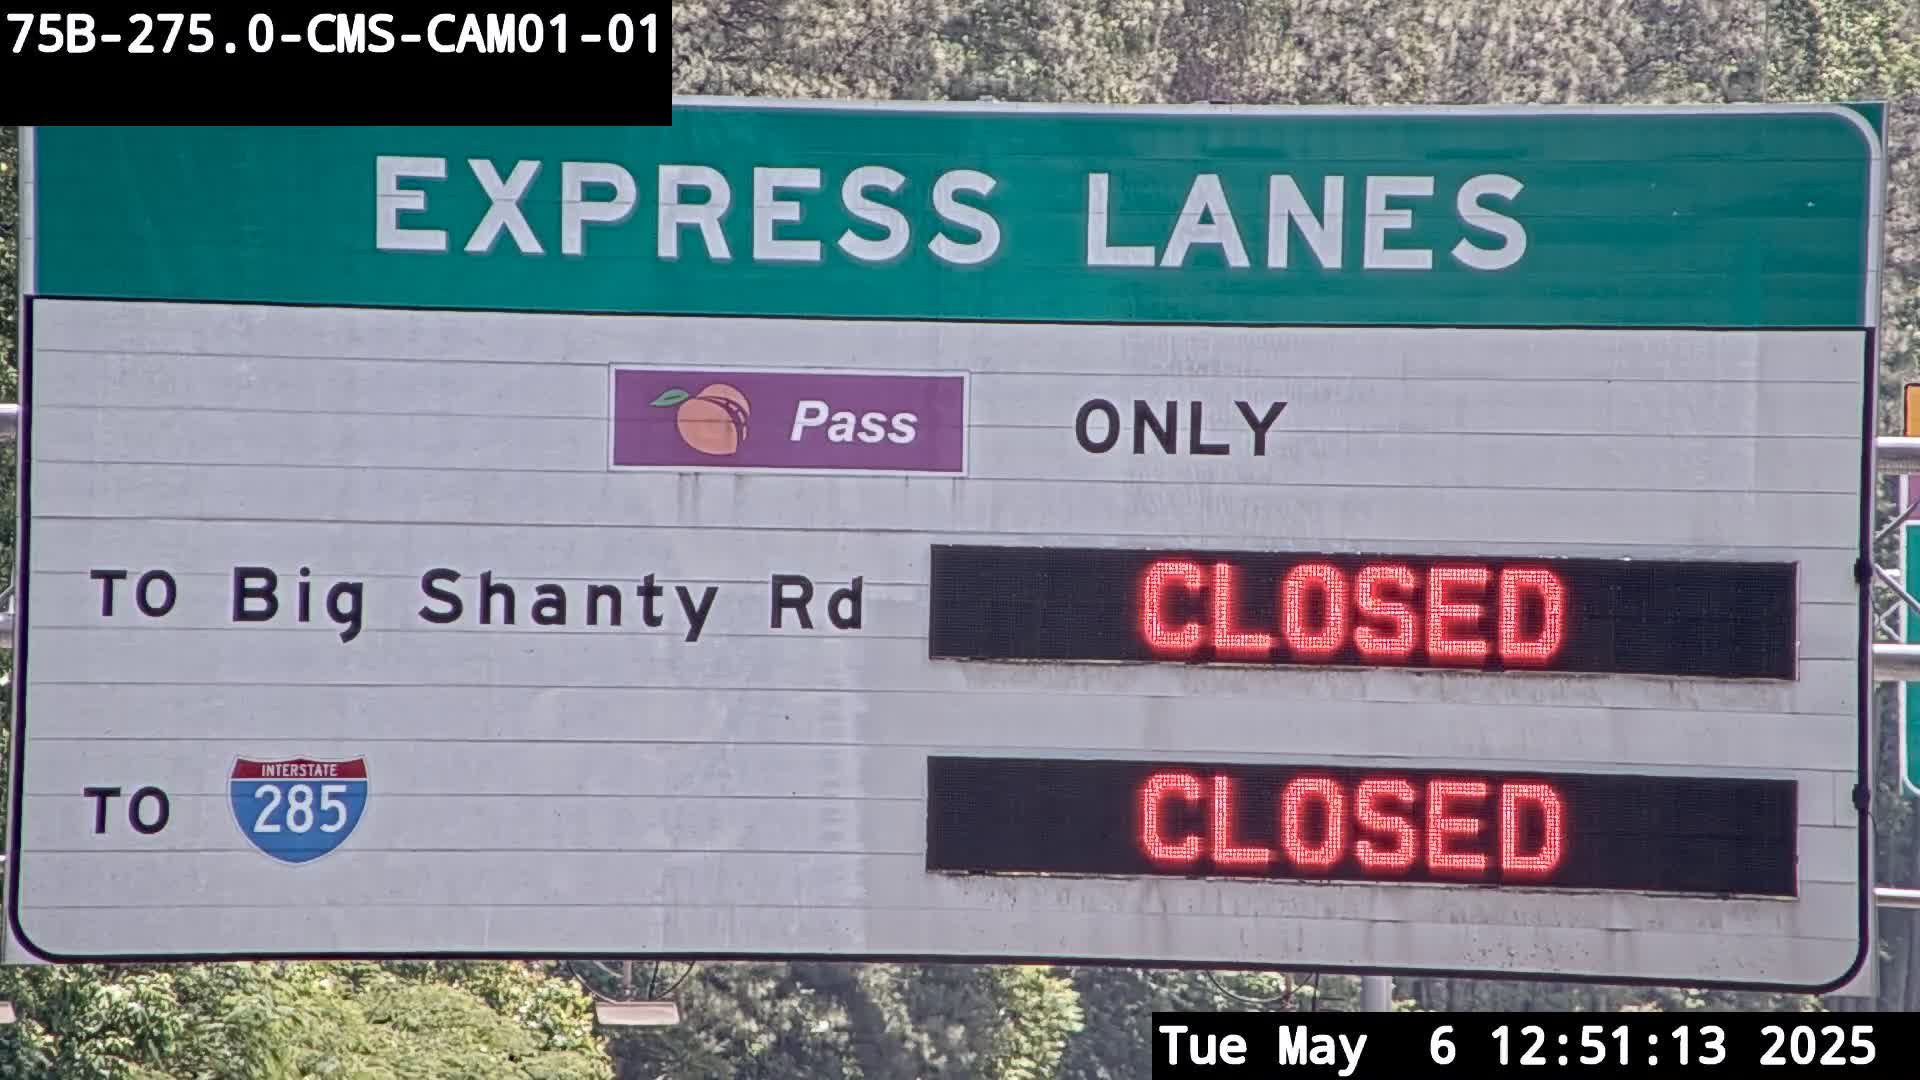 75B-275.0-CMS-CAM01-01
EXPRESS LANES
Pass ONLY
TO Big Shanty Rd CLOSED
TO INTERSTATE 285 CLOSED
Tue May 6 12:51:13 2025